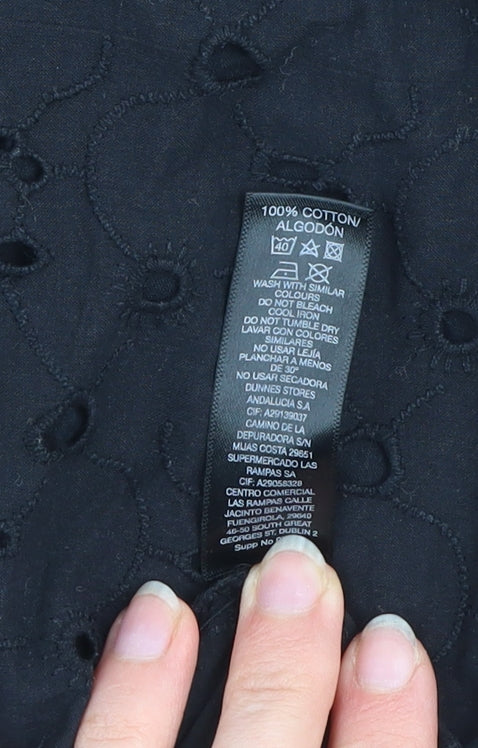 100% COTTON/
ALGODÓN
40
WASH WITH SIMILAR
COLOURS
DO NOT BLEACH
COOL IRON
DO NOT TUMBLE DRY
LAVAR CON COLORES
SIMILARES
NO USAR LEJÍA
PLANCHAR A MENOS
DE 30°
NO USAR SECADORA
DUNNES STORES
ANDALUCIA S.A
CIF: A29139037
CAMINO DE LA
DEPURADORA S/N
MIJAS COSTA 29651
SUPERMERCADO LAS
RAMPAS SA
CIF: A29058328
CENTRO COMERCIAL
LAS RAMPAS CALLE
JACINTO BENAVENTE
FUENGIROLA, 29640
46-50 SOUTH GREAT
GEORGES ST, DUBLIN 2
Supp No